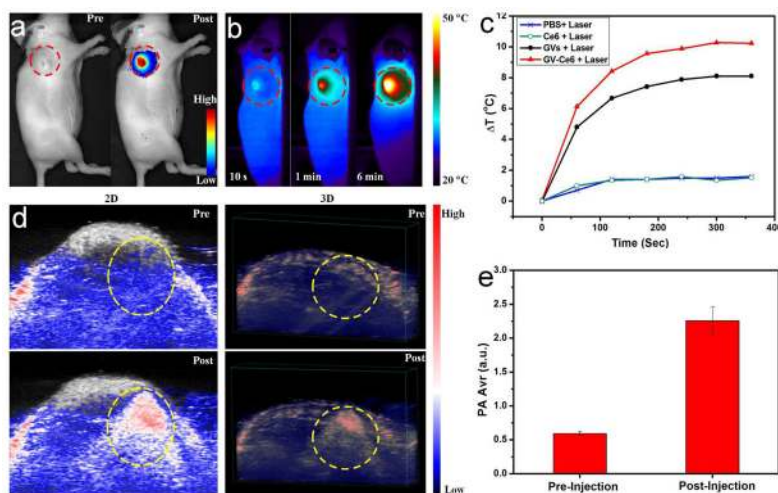 a
Pre
Post
High
Low
b
50 °C
20 °C
10 s
1 min
6 min
c
PBS+ Laser
Ce6 + Laser
GVs + Laser
GV-Ce6 + Laser
ΔT (°C)
12
10
8
6
4
2
0
0
100
200
300
400
Time (Sec)
d
2D
3D
Pre
Pre
Post
Post
High
Low
e
PA Avr (a.u.)
3.0
2.5
2.0
1.5
1.0
0.5
0.0
Pre-Injection
Post-Injection